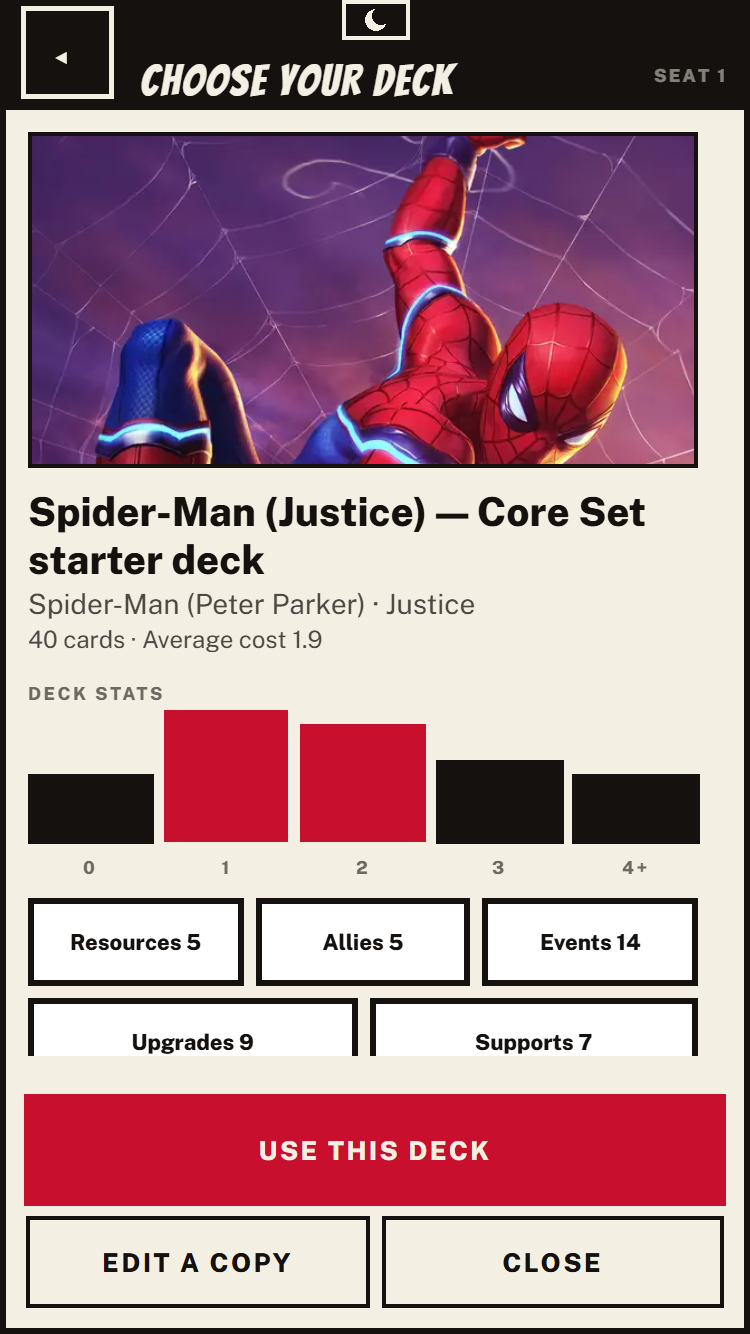 CHOOSE YOUR DECK
SEAT 1
Spider-Man (Justice) — Core Set
starter deck
Spider-Man (Peter Parker) · Justice
40 cards · Average cost 1.9
DECK STATS
0 1 2 3 4+
Resources 5 Allies 5 Events 14
Upgrades 9 Supports 7
USE THIS DECK
EDIT A COPY CLOSE